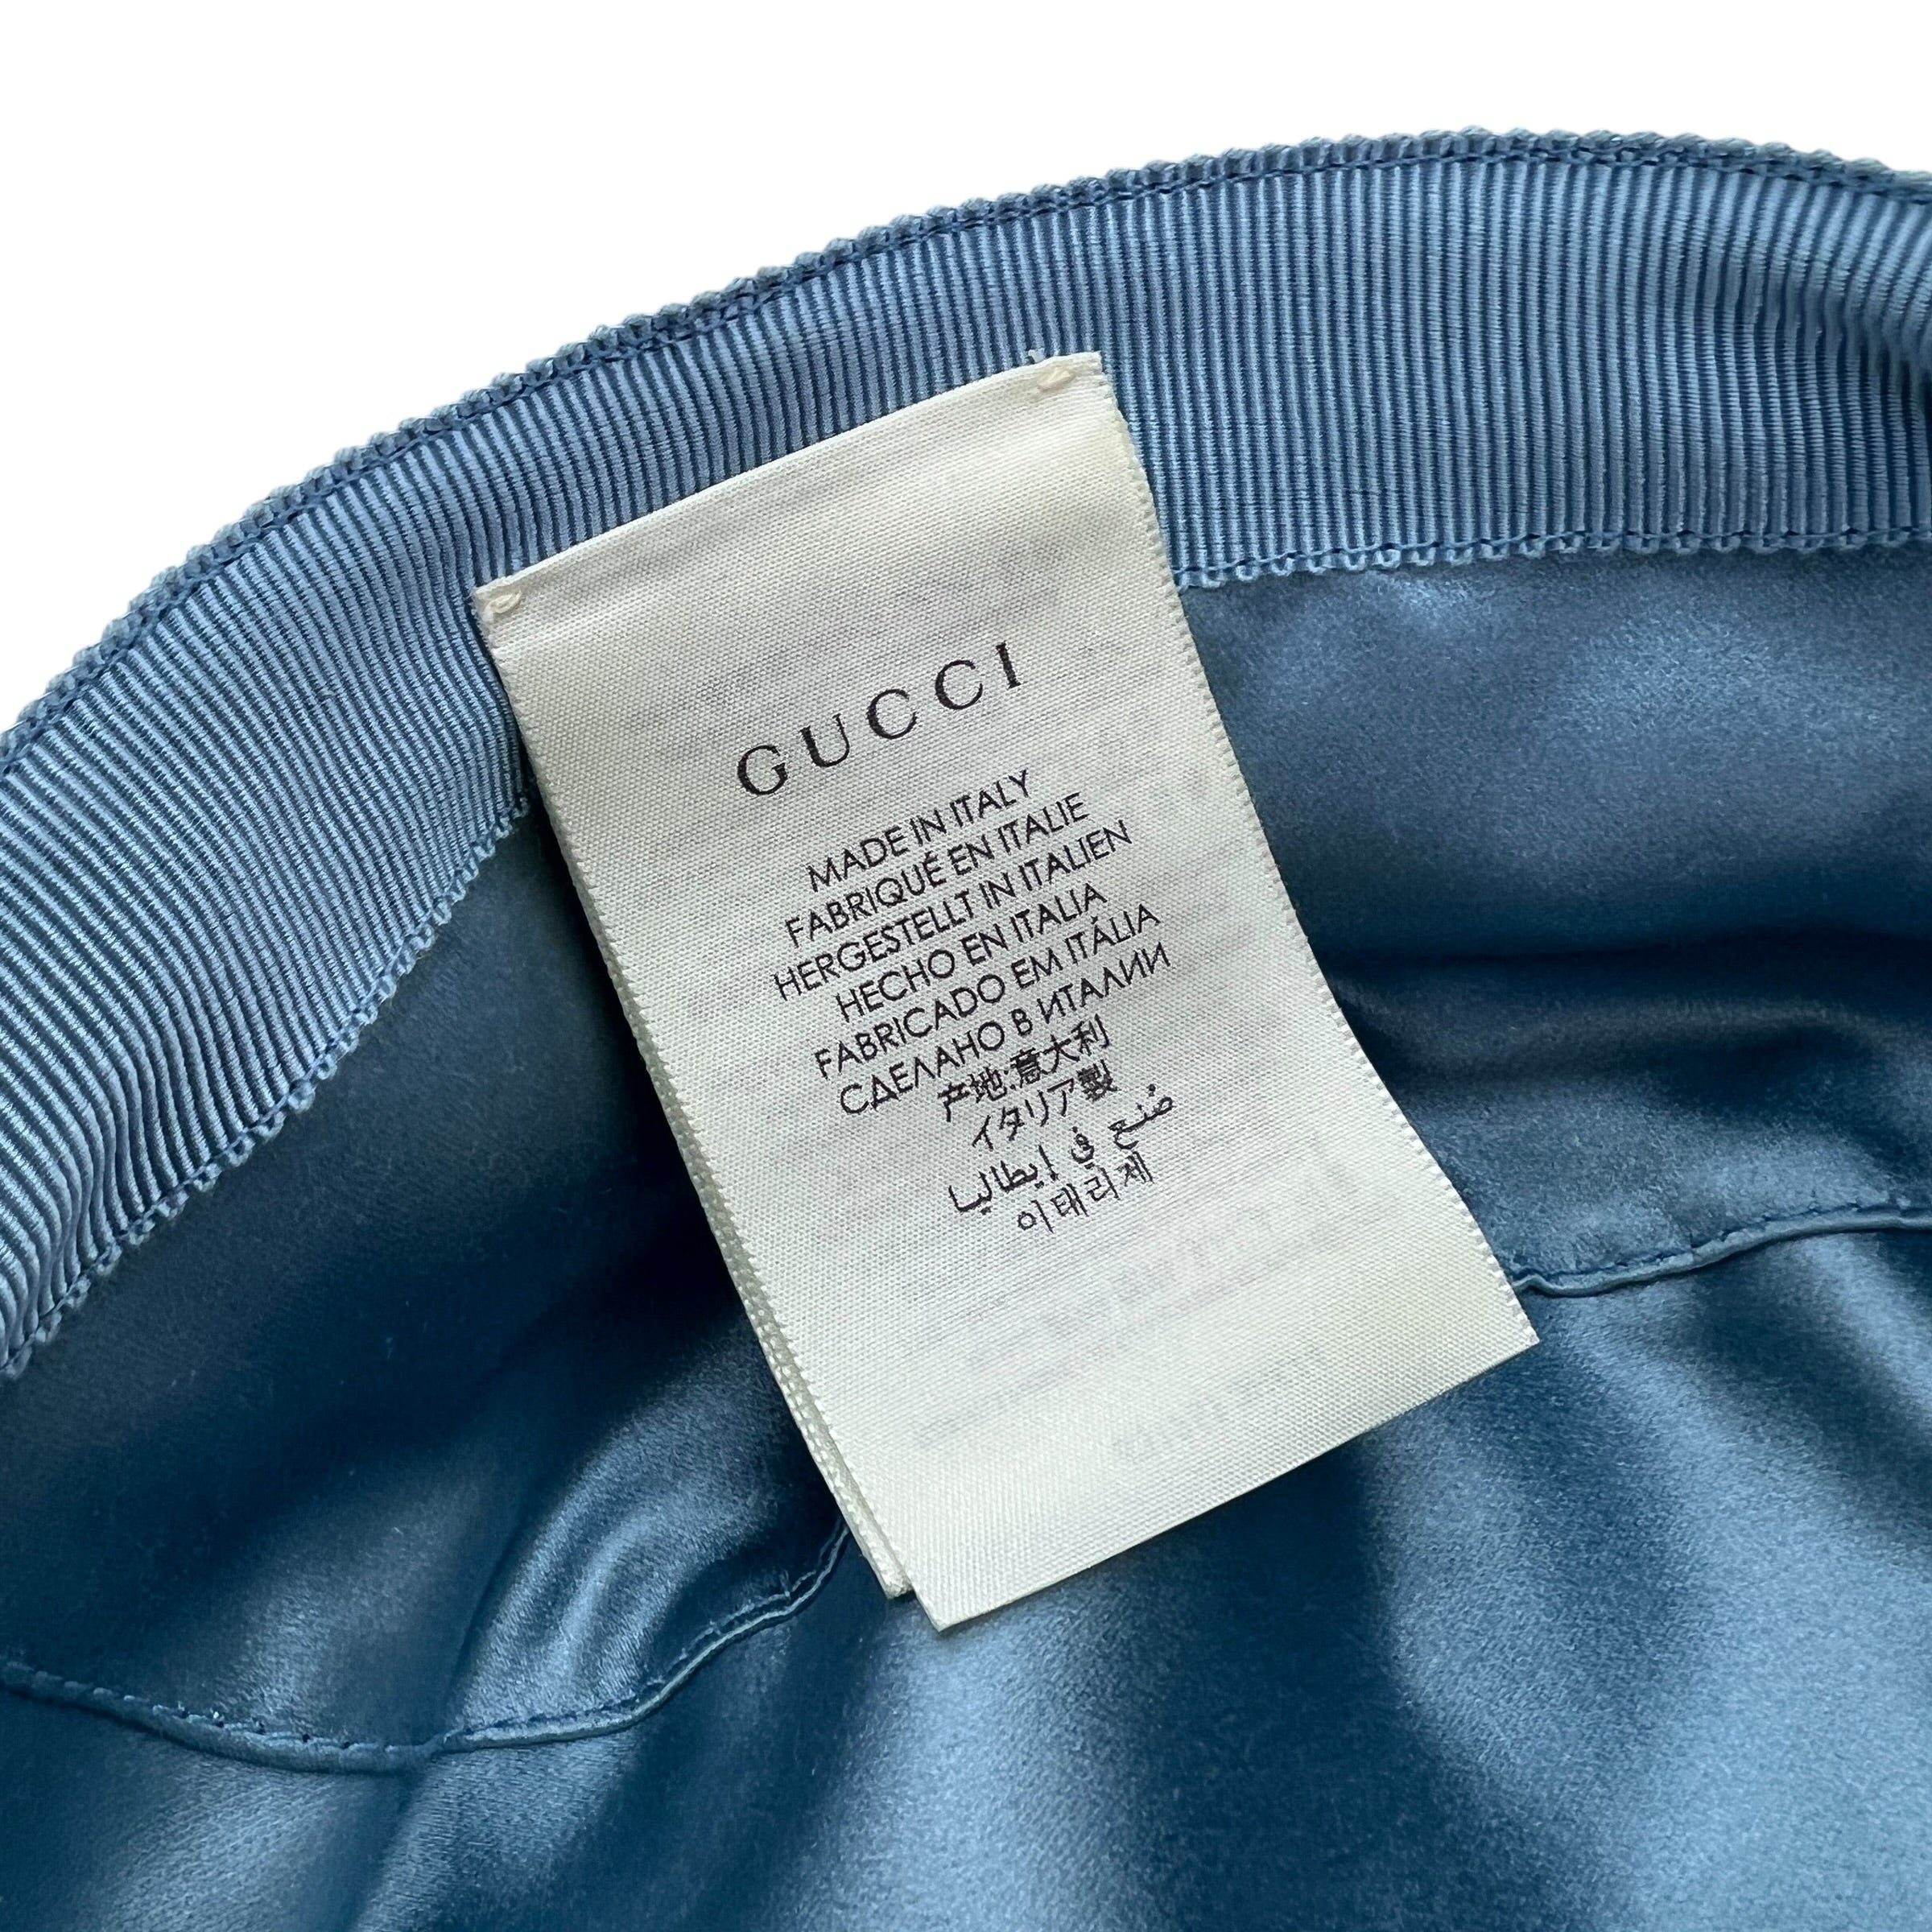 GUCCI
MADE IN ITALY
FABRIQUÉ EN ITALIE
HERGESTELLT IN ITALIEN
HECHO EN ITALIA
FABRICADO EM ITÁLIA
СДЕЛАНО В ИТАЛИИ
产地:意大利
イタリア製
صُنع في إيطاليا
이태리제